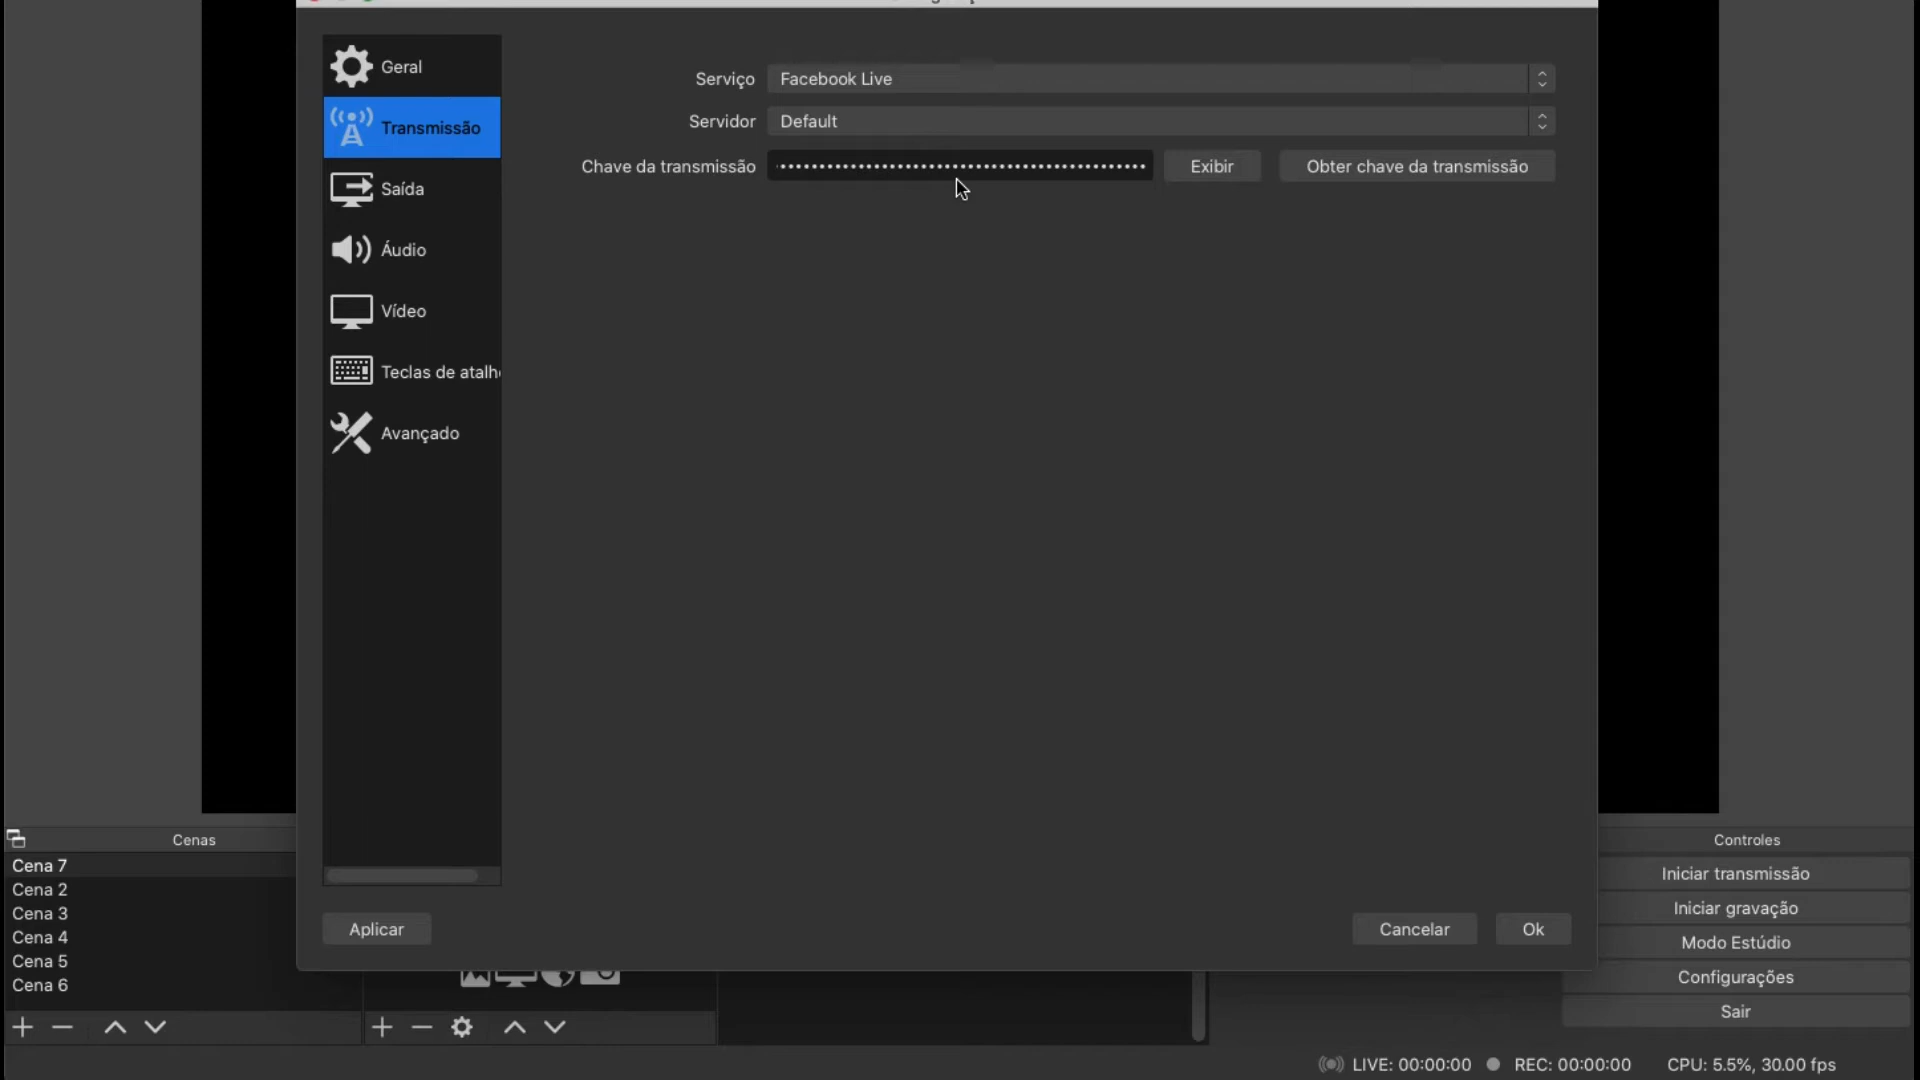 Geral
Transmissão
Saída
Áudio
Vídeo
Teclas de atalh
Avançado
Serviço Facebook Live
Servidor Default
Chave da transmissão Exibir Obter chave da transmissão
Aplicar Cancelar Ok
Cenas
Cena 7
Cena 2
Cena 3
Cena 4
Cena 5
Cena 6
Controles
Iniciar transmissão
Iniciar gravação
Modo Estúdio
Configurações
Sair
LIVE: 00:00:00 REC: 00:00:00 CPU: 5.5%, 30.00 fps